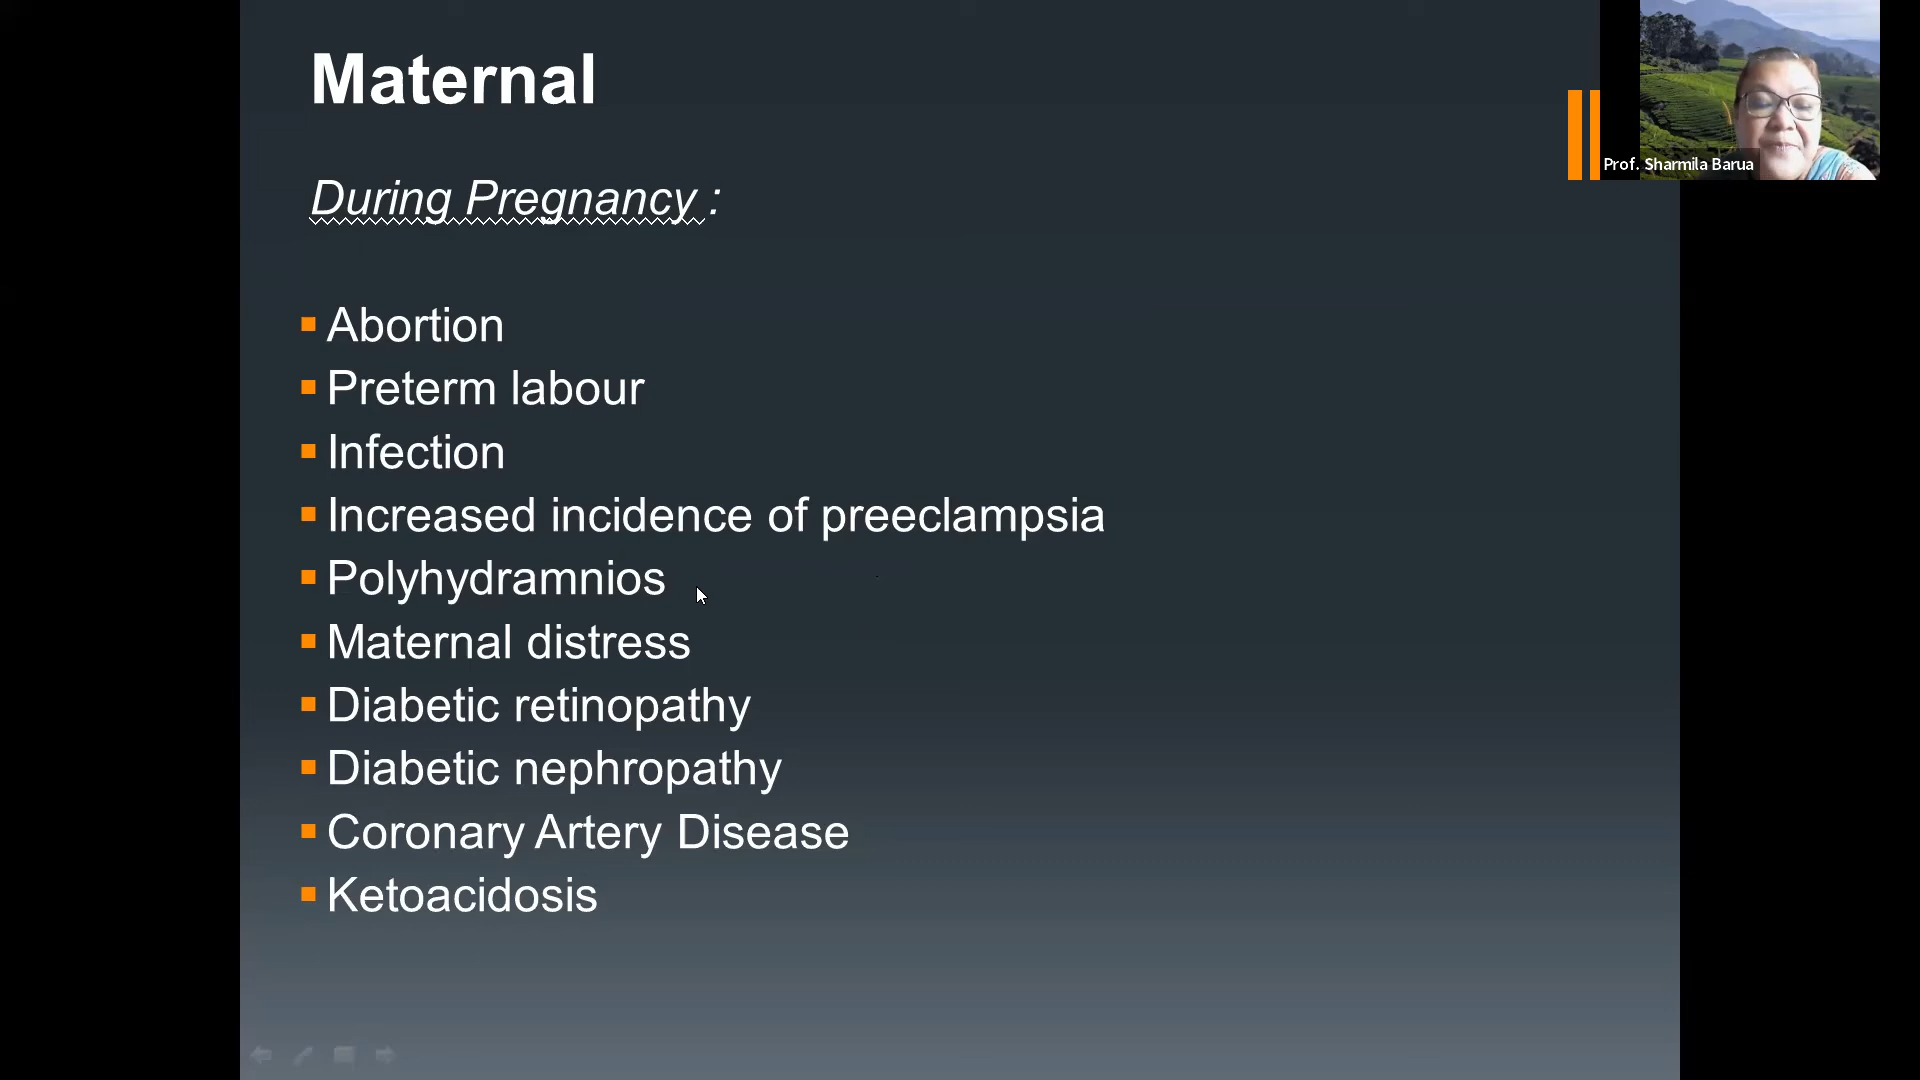 Maternal
Prof. Sharmila Barua
During Pregnancy :
Abortion
Preterm labour
Infection
Increased incidence of preeclampsia
Polyhydramnios
Maternal distress
Diabetic retinopathy
Diabetic nephropathy
Coronary Artery Disease
Ketoacidosis